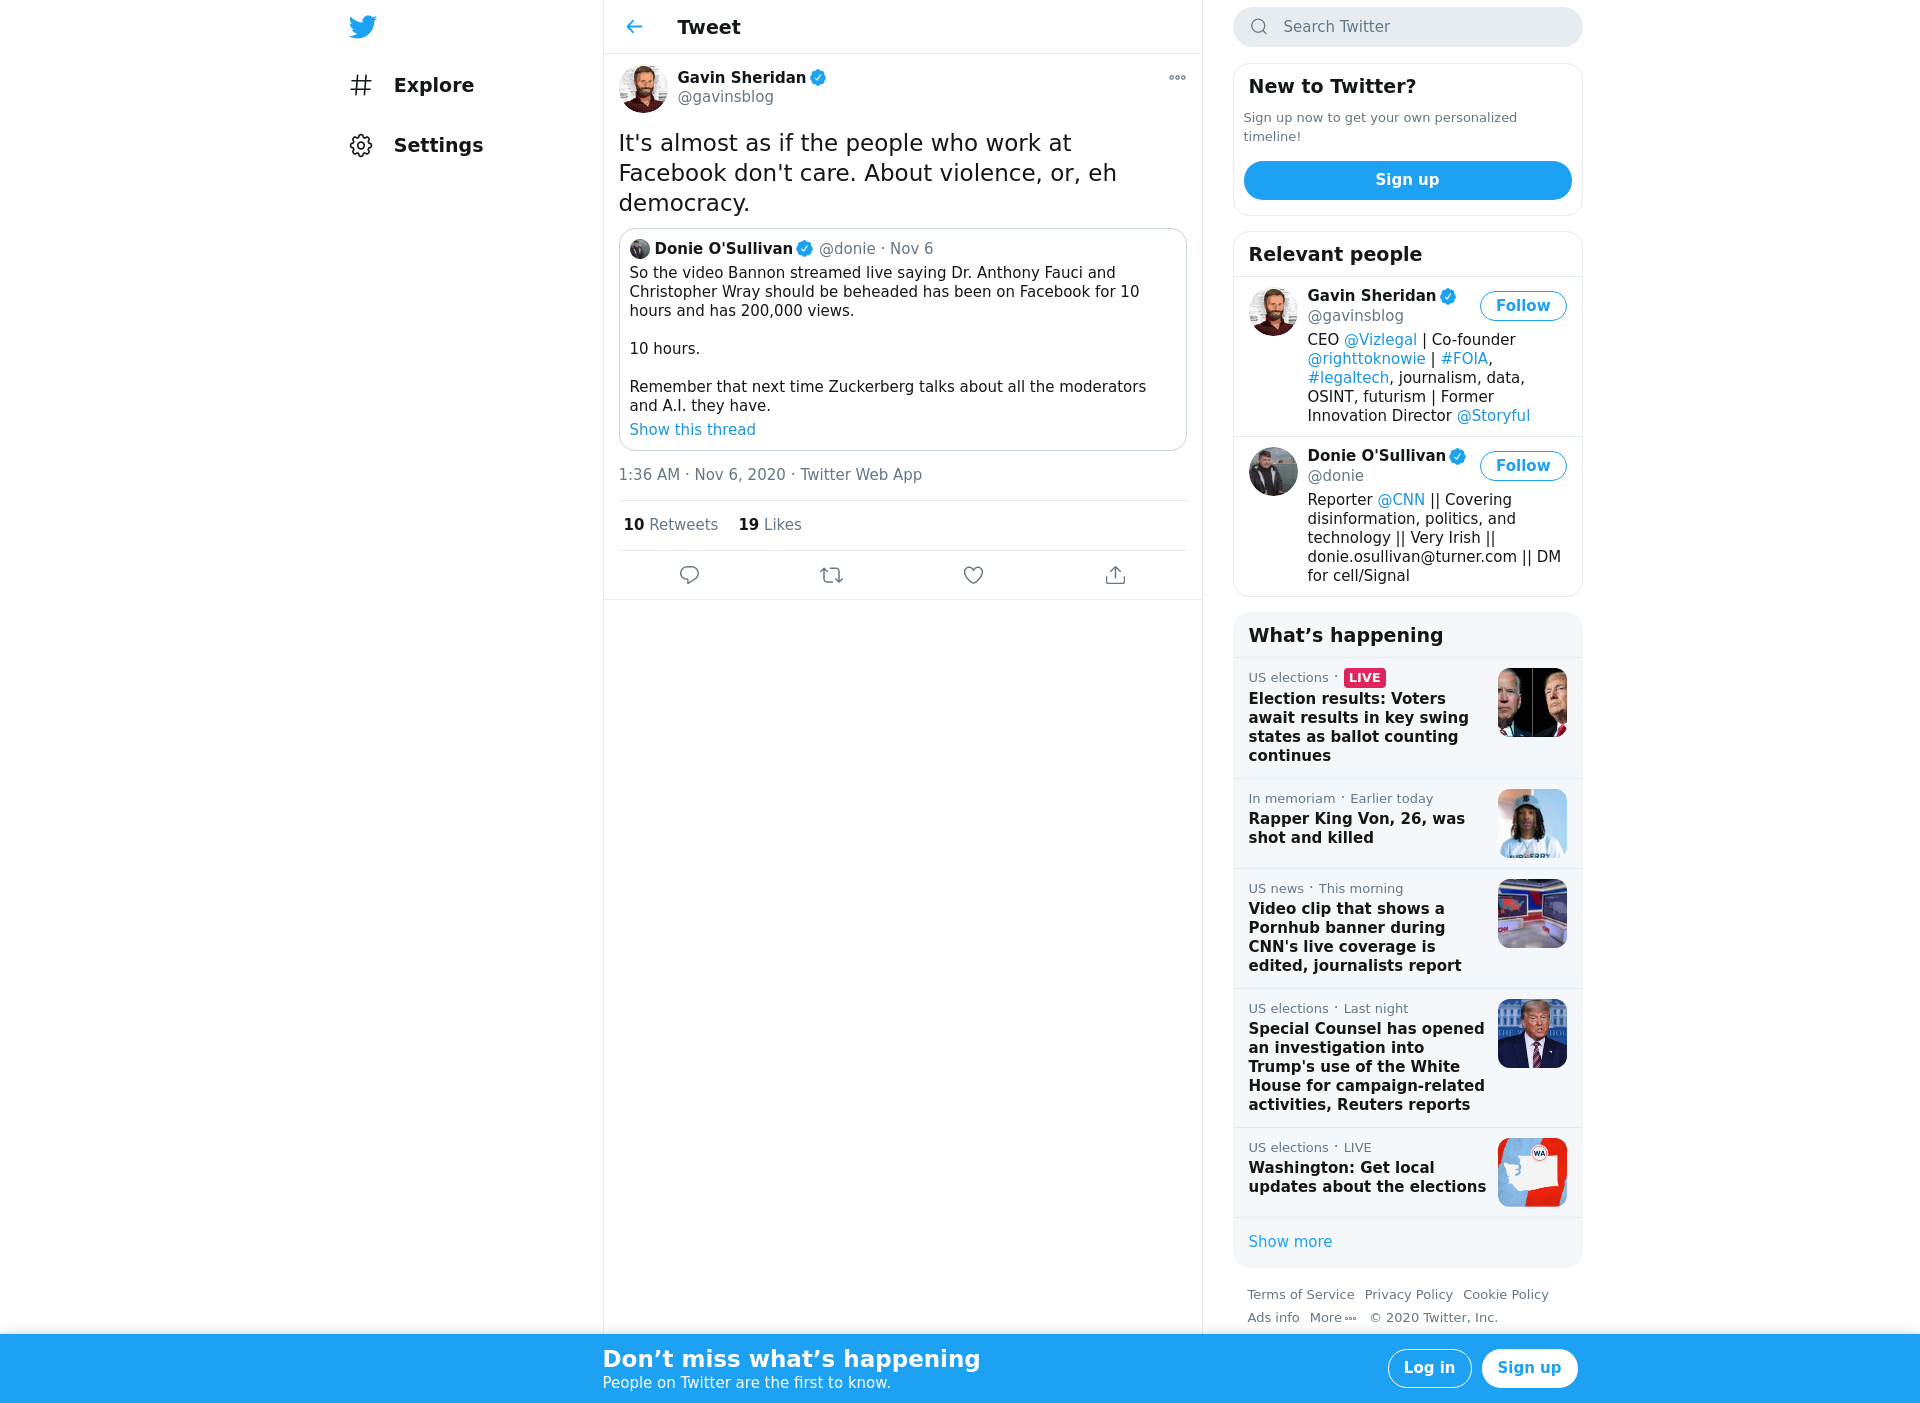 Explore
Settings
Tweet
Gavin Sheridan
@gavinsblog
It's almost as if the people who work at
Facebook don't care. About violence, or, eh
democracy.
Donie O'Sullivan @donie · Nov 6
So the video Bannon streamed live saying Dr. Anthony Fauci and
Christopher Wray should be beheaded has been on Facebook for 10
hours and has 200,000 views.
10 hours.
Remember that next time Zuckerberg talks about all the moderators
and A.I. they have.
Show this thread
1:36 AM · Nov 6, 2020 · Twitter Web App
10 Retweets 19 Likes
Search Twitter
New to Twitter?
Sign up now to get your own personalized
timeline!
Sign up
Relevant people
Gavin Sheridan
@gavinsblog
Follow
CEO @Vizlegal | Co-founder
@righttoknowie | #FOIA,
#legaltech, journalism, data,
OSINT, futurism | Former
Innovation Director @Storyful
Donie O'Sullivan
@donie
Follow
Reporter @CNN || Covering
disinformation, politics, and
technology || Very Irish ||
donie.osullivan@turner.com || DM
for cell/Signal
What’s happening
US elections · LIVE
Election results: Voters
await results in key swing
states as ballot counting
continues
In memoriam · Earlier today
Rapper King Von, 26, was
shot and killed
US news · This morning
Video clip that shows a
Pornhub banner during
CNN's live coverage is
edited, journalists report
US elections · Last night
Special Counsel has opened
an investigation into
Trump's use of the White
House for campaign-related
activities, Reuters reports
US elections · LIVE
Washington: Get local
updates about the elections
WA
Show more
Terms of Service Privacy Policy Cookie Policy
Ads info More © 2020 Twitter, Inc.
Don’t miss what’s happening
People on Twitter are the first to know.
Log in
Sign up